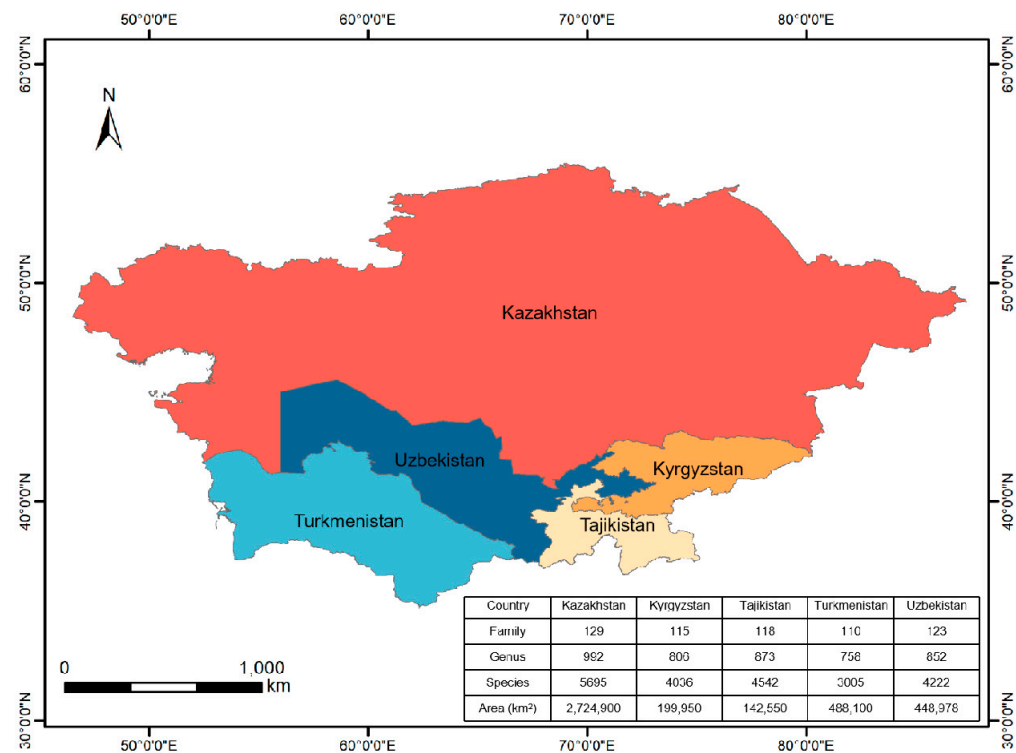 50°0'0"E 60°0'0"E 70°0'0"E 80°0'0"E
60°0'0"N 60°0'0"N
N
50°0'0"N 50°0'0"N
Kazakhstan
Uzbekistan
Kyrgyzstan
40°0'0"N 40°0'0"N
Turkmenistan
Tajikistan
Country Kazakhstan Kyrgyzstan Tajikistan Turkmenistan Uzbekistan
Family 129 115 118 110 123
Genus 992 806 873 758 852
Species 5695 4036 4542 3005 4222
Area (km²) 2,724,900 199,950 142,550 488,100 448,978
0 1,000
km
30°0'0"N 30°0'0"N
50°0'0"E 60°0'0"E 70°0'0"E 80°0'0"E